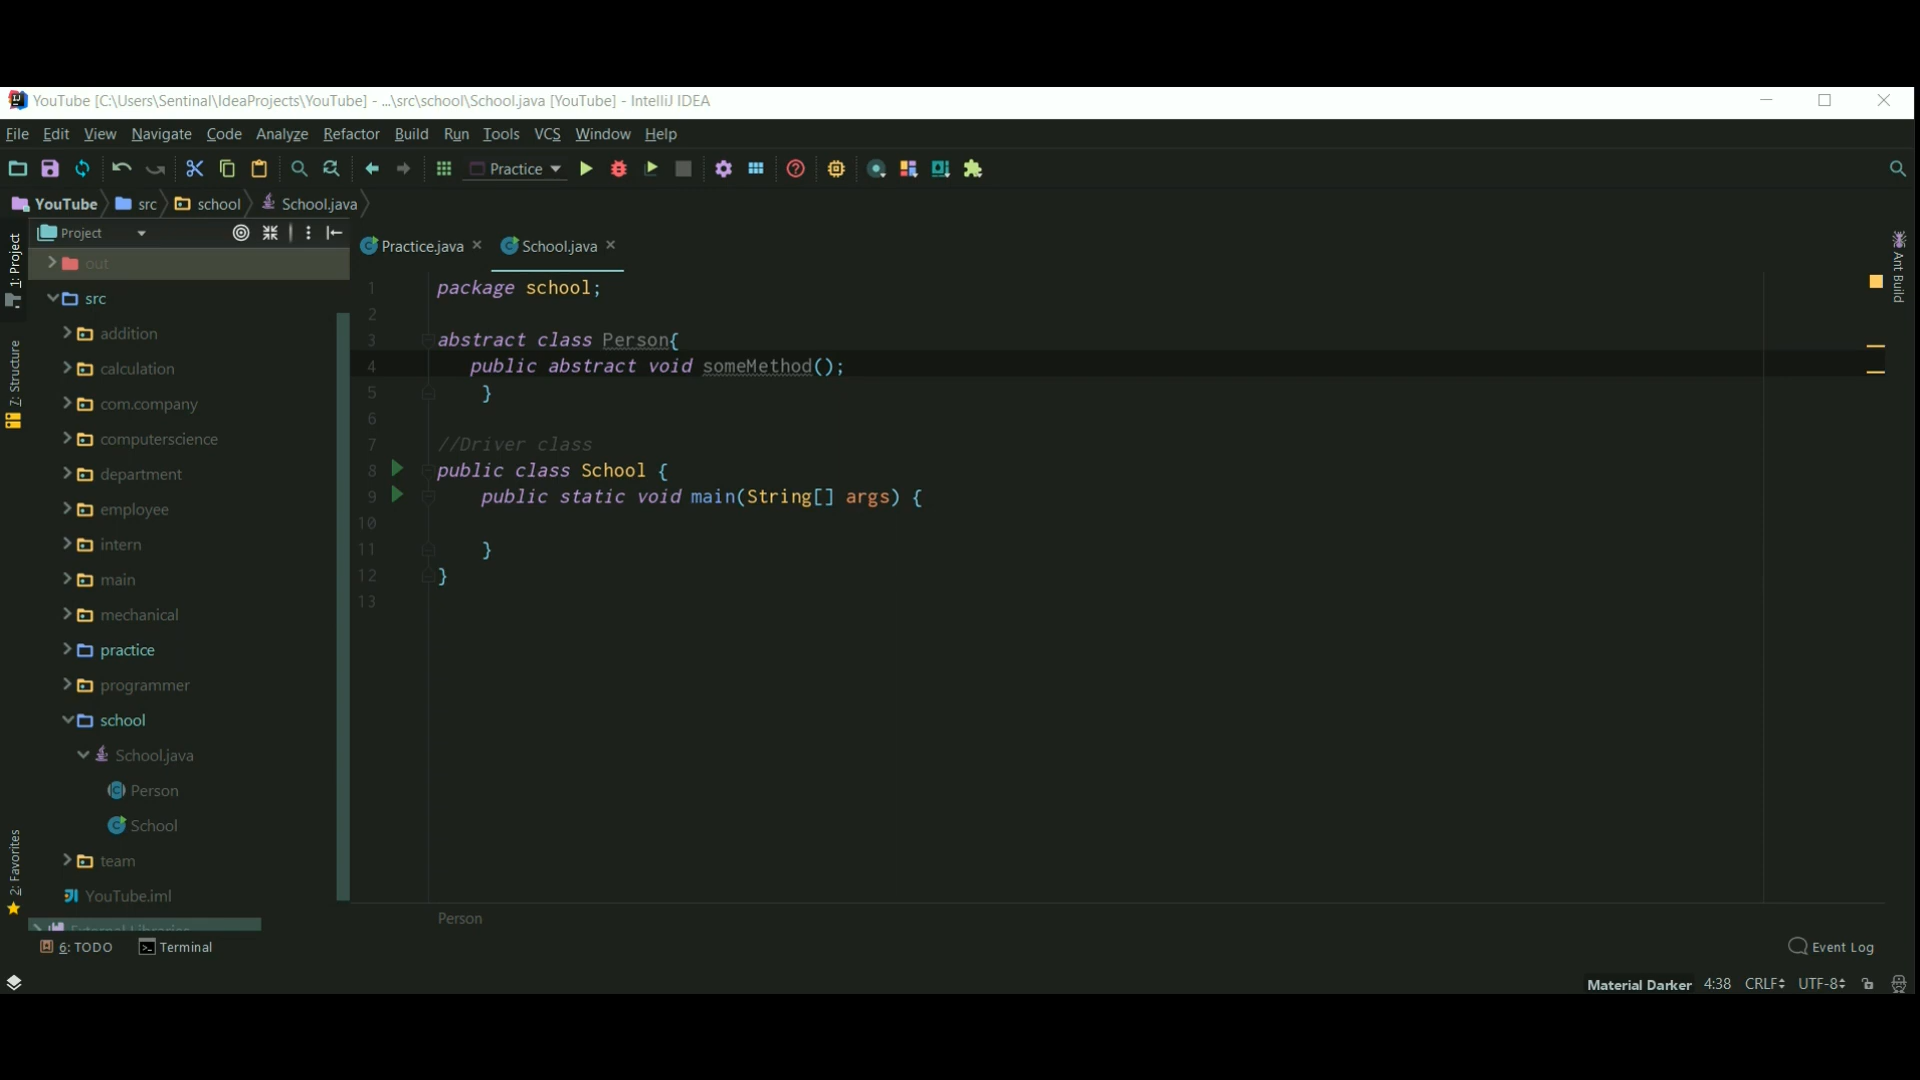 YouTube [C:\Users\Sentinal\IdeaProjects\YouTube] - ...\src\school\School.java [YouTube] - IntelliJ IDEA
File Edit View Navigate Code Analyze Refactor Build Run Tools VCS Window Help
Practice
YouTube src school School.java
Project
Practice.java School.java
1: Project
7: Structure
2: Favorites
Ant Build
out
src
addition
calculation
com.company
computerscience
department
employee
intern
main
mechanical
practice
programmer
school
School.java
Person
School
team
YouTube.iml
External Libraries
1 package school;
2
3 abstract class Person{
4 public abstract void someMethod();
5 }
6
7 //Driver class
8 public class School {
9 public static void main(String[] args) {
10
11 }
12 }
13
Person
6: TODO Terminal Event Log
Material Darker 4:38 CRLF UTF-8